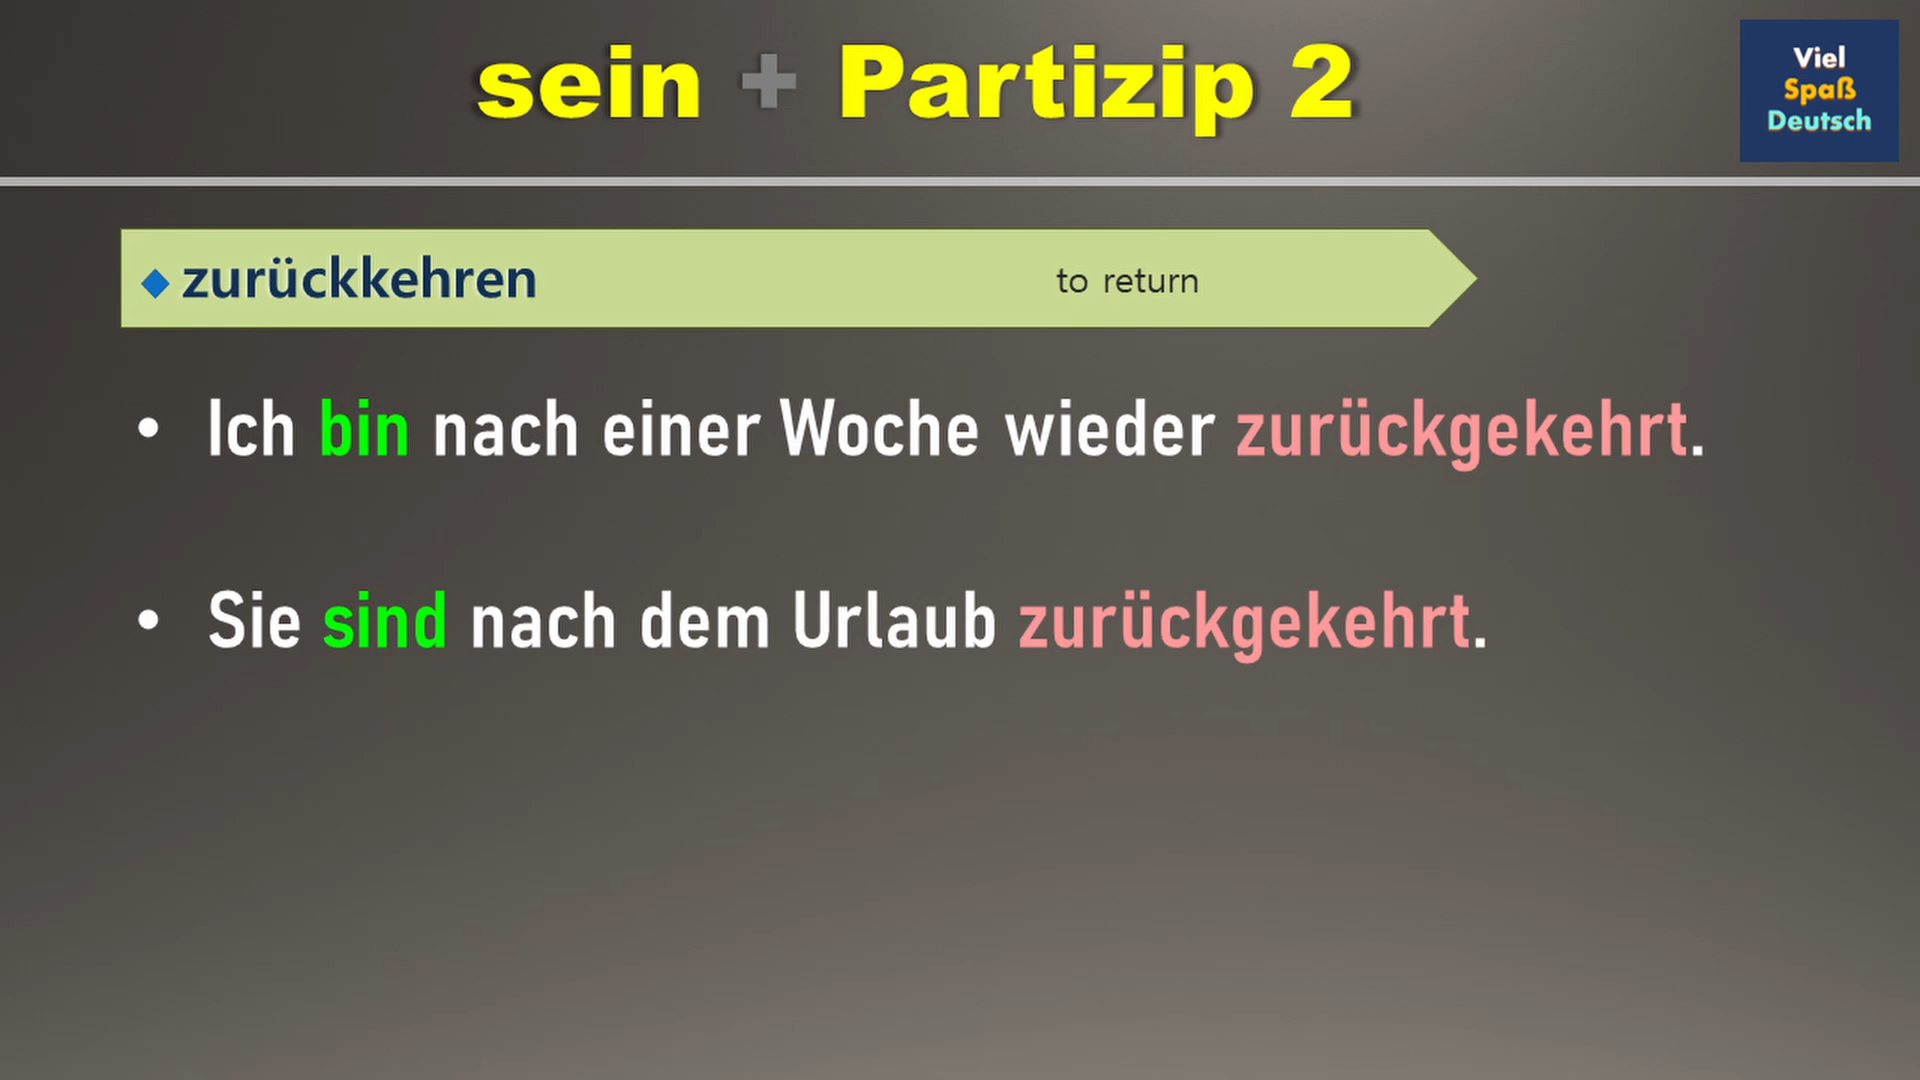 sein + Partizip 2
Viel
Spaß
Deutsch
zurückkehren to return
• Ich bin nach einer Woche wieder zurückgekehrt.
• Sie sind nach dem Urlaub zurückgekehrt.